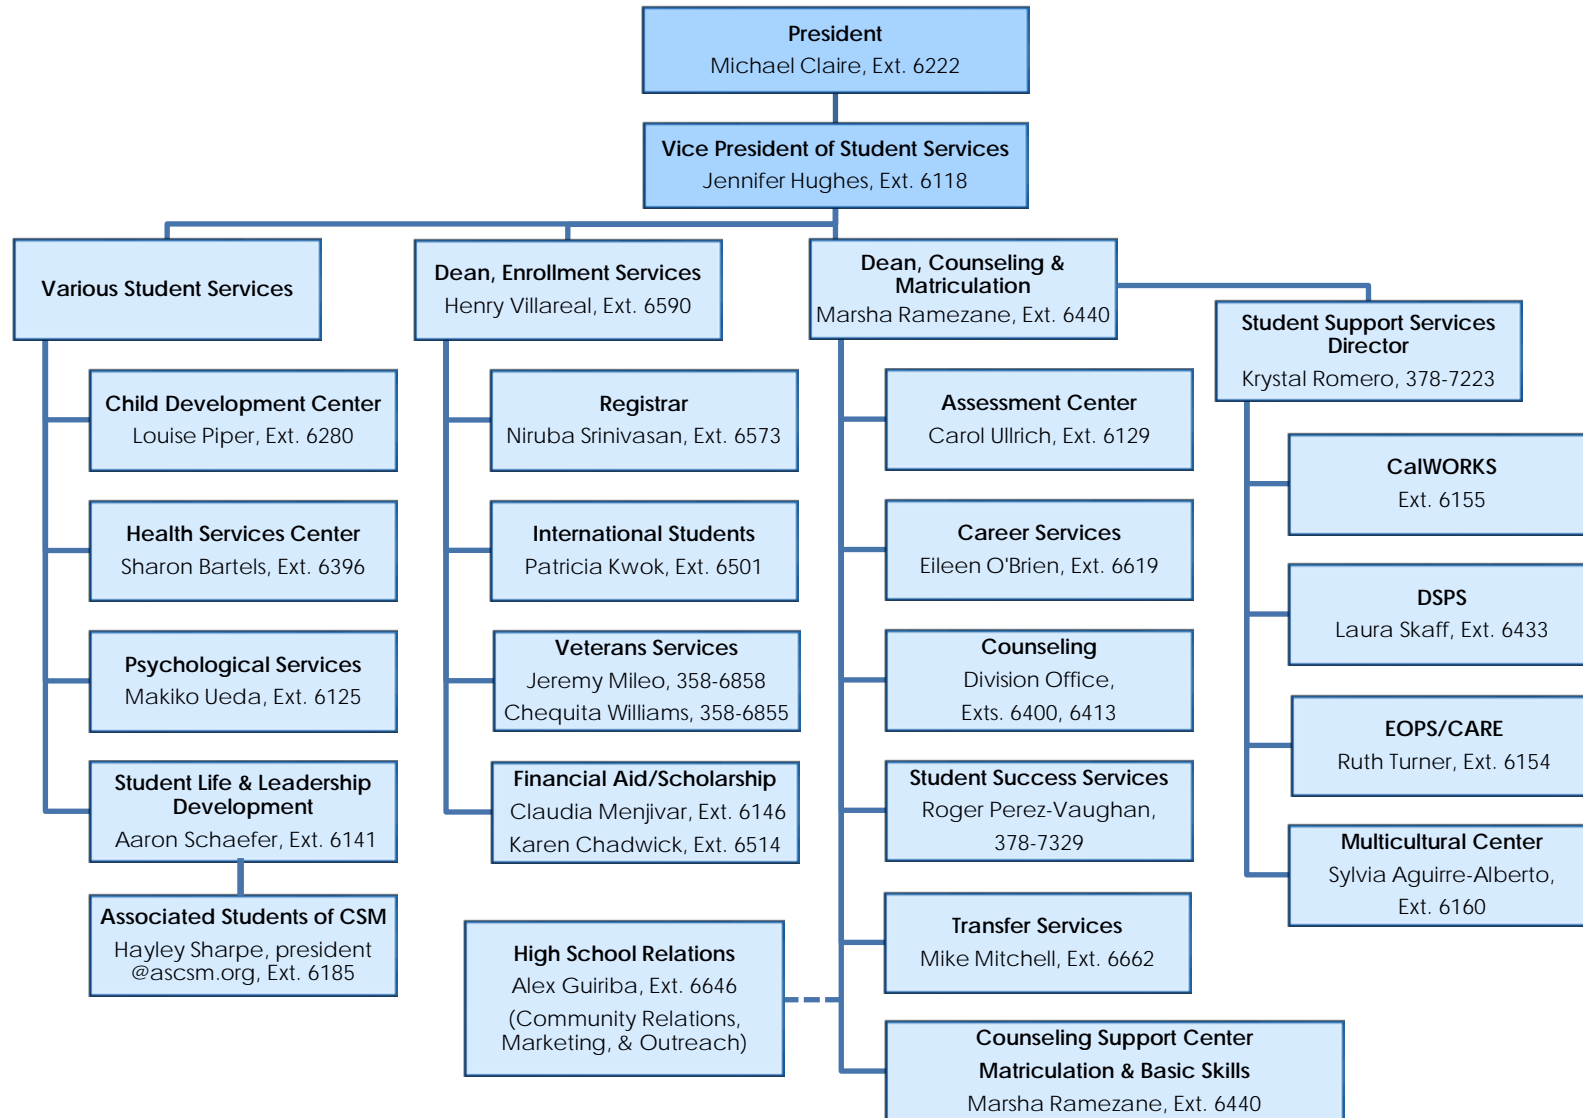 President
Michael Claire, Ext. 6222
Vice President of Student Services
Jennifer Hughes, Ext. 6118
Various Student Services
Dean, Enrollment Services
Henry Villareal, Ext. 6590
Dean, Counseling &
Matriculation
Marsha Ramezane, Ext. 6440
Student Support Services
Director
Krystal Romero, 378-7223
Child Development Center
Louise Piper, Ext. 6280
Health Services Center
Sharon Bartels, Ext. 6396
Psychological Services
Makiko Ueda, Ext. 6125
Student Life & Leadership
Development
Aaron Schaefer, Ext. 6141
Associated Students of CSM
Hayley Sharpe, president
@ascsm.org, Ext. 6185
Registrar
Niruba Srinivasan, Ext. 6573
International Students
Patricia Kwok, Ext. 6501
Veterans Services
Jeremy Mileo, 358-6858
Chequita Williams, 358-6855
Financial Aid/Scholarship
Claudia Menjivar, Ext. 6146
Karen Chadwick, Ext. 6514
High School Relations
Alex Guiriba, Ext. 6646
(Community Relations,
Marketing, & Outreach)
Assessment Center
Carol Ullrich, Ext. 6129
Career Services
Eileen O'Brien, Ext. 6619
Counseling
Division Office,
Exts. 6400, 6413
Student Success Services
Roger Perez-Vaughan,
378-7329
Transfer Services
Mike Mitchell, Ext. 6662
Counseling Support Center
Matriculation & Basic Skills
Marsha Ramezane, Ext. 6440
CalWORKS
Ext. 6155
DSPS
Laura Skaff, Ext. 6433
EOPS/CARE
Ruth Turner, Ext. 6154
Multicultural Center
Sylvia Aguirre-Alberto,
Ext. 6160